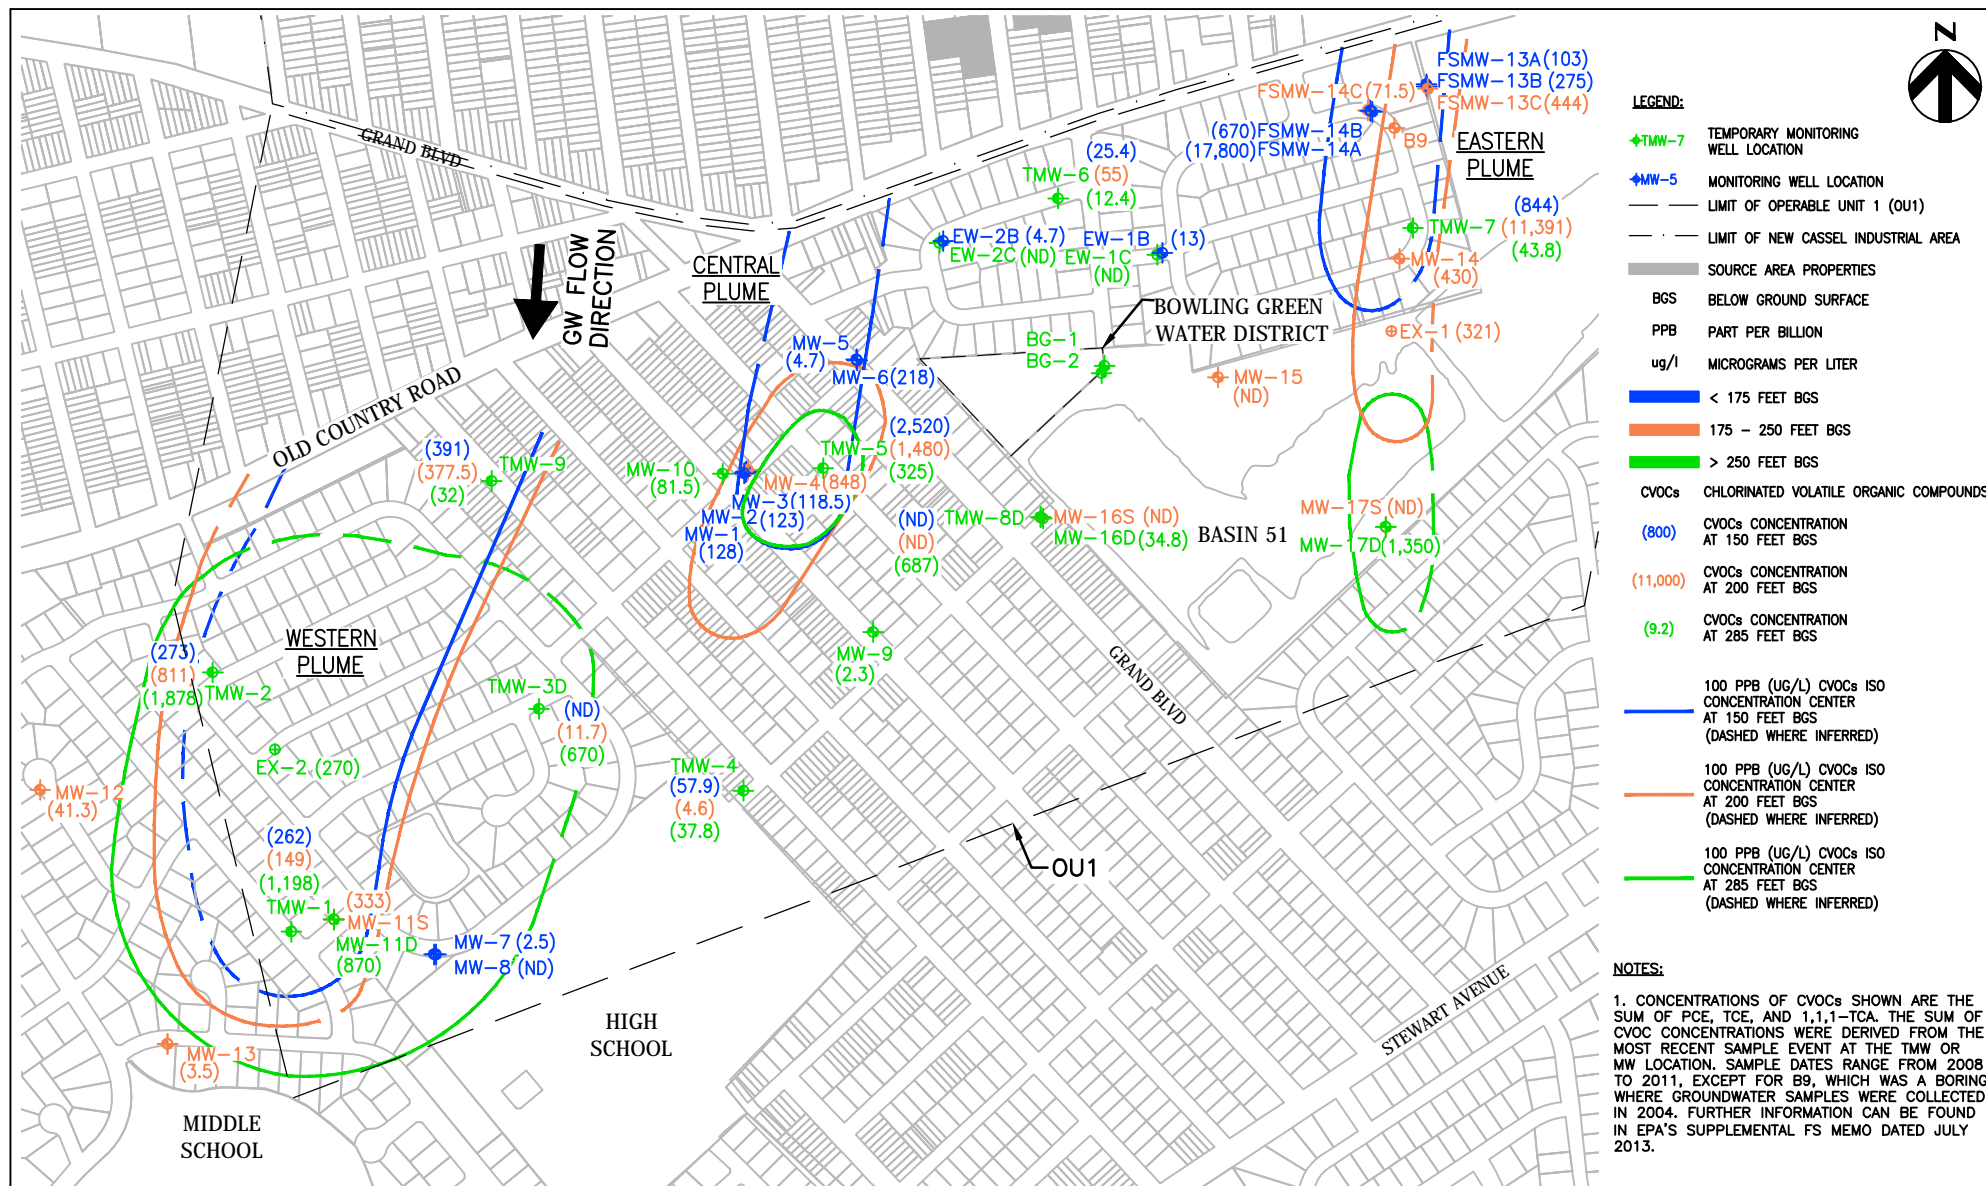 N
GRAND BLVD
GW FLOW
DIRECTION
OLD COUNTRY ROAD
CENTRAL
PLUME
(25.4)
TMW-6 (55)
(12.4)
EW-2B (4.7)
EW-2C (ND)
EW-1B (13)
EW-1C
(ND)
FSMW-13A (103)
FSMW-13B (275)
FSMW-13C (444)
FSMW-14C (71.5)
(670) FSMW-14B
(17,800) FSMW-14A
B9
EASTERN
PLUME
(844)
TMW-7 (11,391)
(43.8)
MW-14
(430)
BOWLING GREEN
WATER DISTRICT
EX-1 (321)
BG-1
BG-2
MW-15
(ND)
MW-5
(4.7)
MW-6 (218)
(391)
(377.5)
(32)
TMW-9
(2,520)
(1,480)
(325)
TMW-5
MW-10
(81.5)
MW-4 (848)
MW-3 (118.5)
MW-2 (123)
MW-1
(128)
(ND)
(ND)
(687)
TMW-8D
MW-16S (ND)
MW-16D (34.8)
BASIN 51
MW-17S (ND)
MW-17D (1,350)
WESTERN
PLUME
(273)
(811)
(1,878)
TMW-2
MW-9
(2.3)
GRAND BLVD
TMW-3D
(ND)
(11.7)
(670)
EX-2 (270)
MW-12
(41.3)
TMW-4
(57.9)
(4.6)
(37.8)
(262)
(149)
(1,198)
TMW-1
(333)
MW-11S
MW-11D
(870)
MW-7 (2.5)
MW-8 (ND)
OU1
MW-13
(3.5)
HIGH
SCHOOL
MIDDLE
SCHOOL
STEWART AVENUE
LEGEND:
TMW-7 TEMPORARY MONITORING
WELL LOCATION
MW-5 MONITORING WELL LOCATION
LIMIT OF OPERABLE UNIT 1 (OU1)
LIMIT OF NEW CASSEL INDUSTRIAL AREA
SOURCE AREA PROPERTIES
BGS BELOW GROUND SURFACE
PPB PART PER BILLION
ug/l MICROGRAMS PER LITER
< 175 FEET BGS
175 - 250 FEET BGS
> 250 FEET BGS
CVOCs CHLORINATED VOLATILE ORGANIC COMPOUNDS
(800) CVOCs CONCENTRATION
AT 150 FEET BGS
(11,000) CVOCs CONCENTRATION
AT 200 FEET BGS
(9.2) CVOCs CONCENTRATION
AT 285 FEET BGS
100 PPB (UG/L) CVOCs ISO
CONCENTRATION CENTER
AT 150 FEET BGS
(DASHED WHERE INFERRED)
100 PPB (UG/L) CVOCs ISO
CONCENTRATION CENTER
AT 200 FEET BGS
(DASHED WHERE INFERRED)
100 PPB (UG/L) CVOCs ISO
CONCENTRATION CENTER
AT 285 FEET BGS
(DASHED WHERE INFERRED)
NOTES:
1. CONCENTRATIONS OF CVOCs SHOWN ARE THE
SUM OF PCE, TCE, AND 1,1,1-TCA. THE SUM OF
CVOC CONCENTRATIONS WERE DERIVED FROM THE
MOST RECENT SAMPLE EVENT AT THE TMW OR
MW LOCATION. SAMPLE DATES RANGE FROM 2008
TO 2011, EXCEPT FOR B9, WHICH WAS A BORING
WHERE GROUNDWATER SAMPLES WERE COLLECTED
IN 2004. FURTHER INFORMATION CAN BE FOUND
IN EPA'S SUPPLEMENTAL FS MEMO DATED JULY
2013.